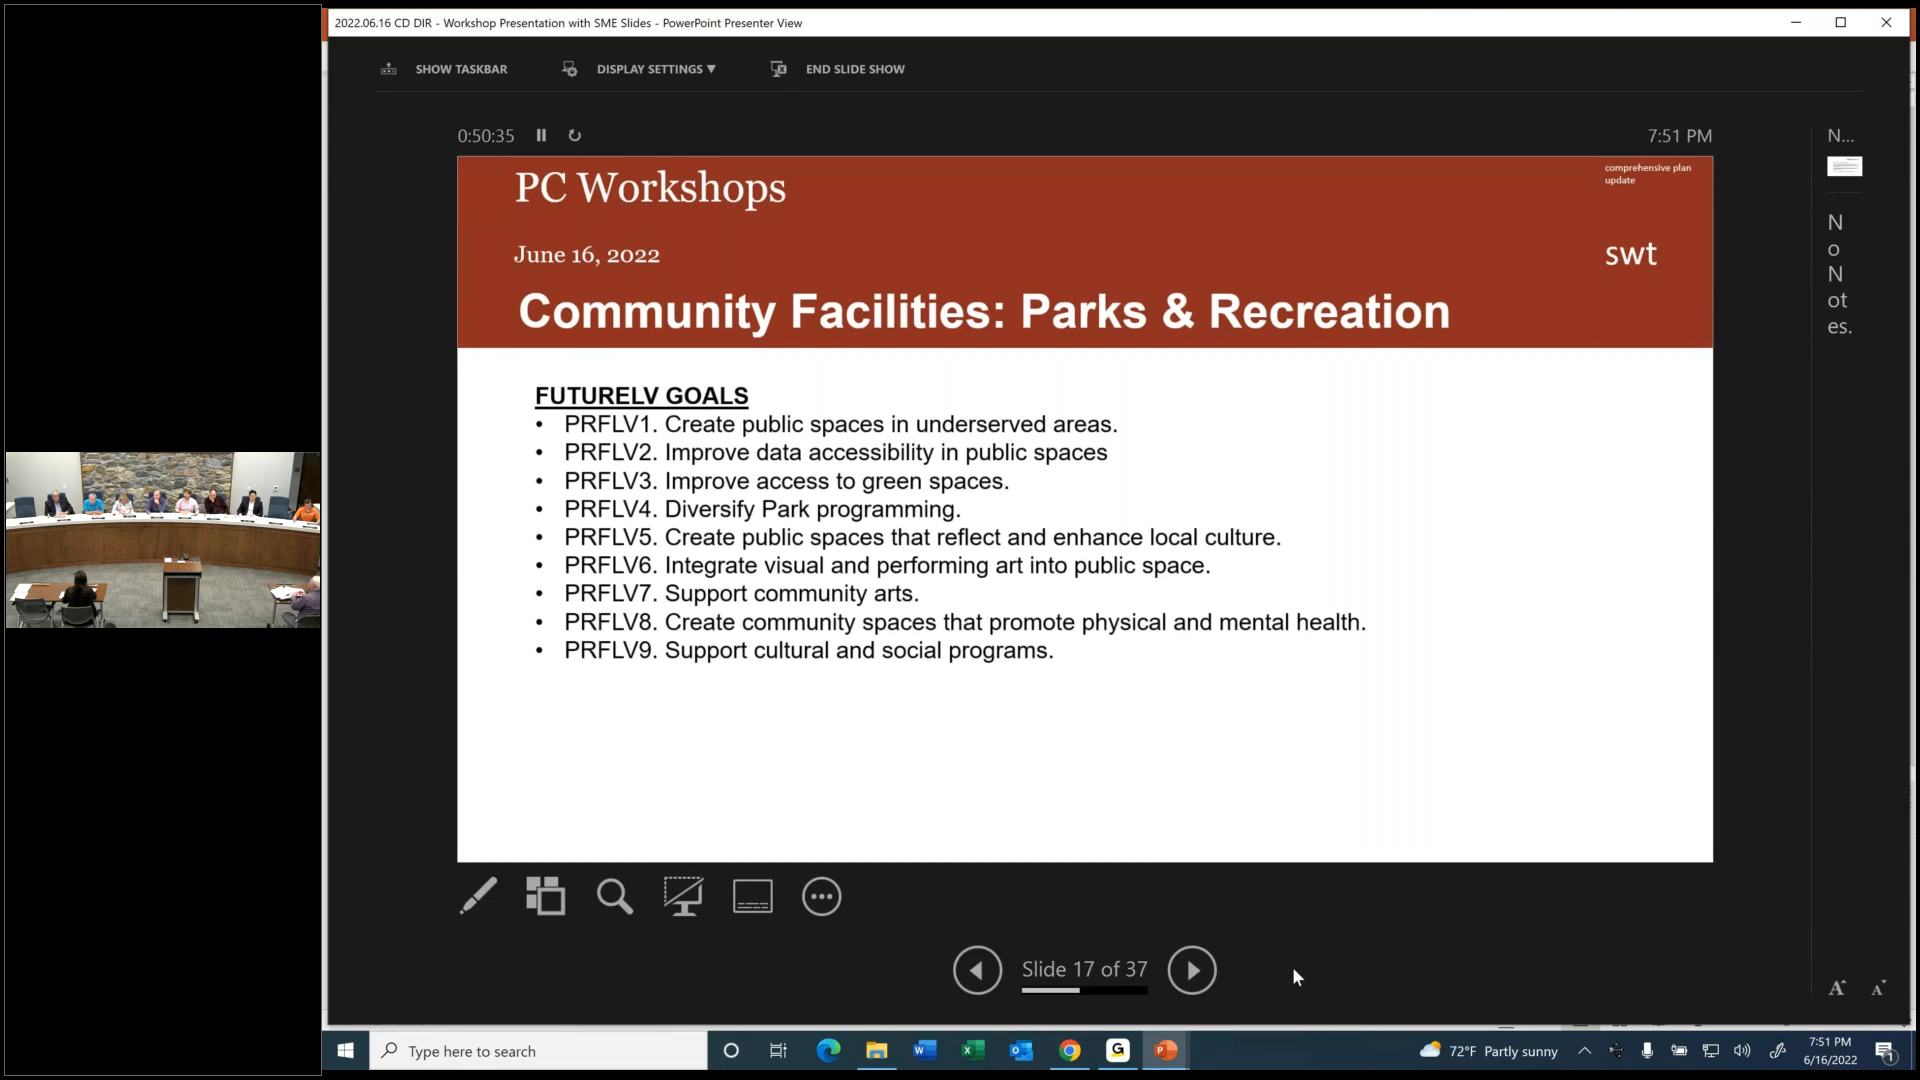 2022.06.16 CD DIR - Workshop Presentation with SME Slides - PowerPoint Presenter View
SHOW TASKBAR
DISPLAY SETTINGS ▼
END SLIDE SHOW
0:50:35
7:51 PM
N...
PC Workshops
comprehensive plan
update
June 16, 2022
swt
Community Facilities: Parks & Recreation
N
o
N
ot
es.
FUTURELV GOALS
• PRFLV1. Create public spaces in underserved areas.
• PRFLV2. Improve data accessibility in public spaces
• PRFLV3. Improve access to green spaces.
• PRFLV4. Diversify Park programming.
• PRFLV5. Create public spaces that reflect and enhance local culture.
• PRFLV6. Integrate visual and performing art into public space.
• PRFLV7. Support community arts.
• PRFLV8. Create community spaces that promote physical and mental health.
• PRFLV9. Support cultural and social programs.
Slide 17 of 37
A A
Type here to search
72°F Partly sunny
7:51 PM
6/16/2022
1